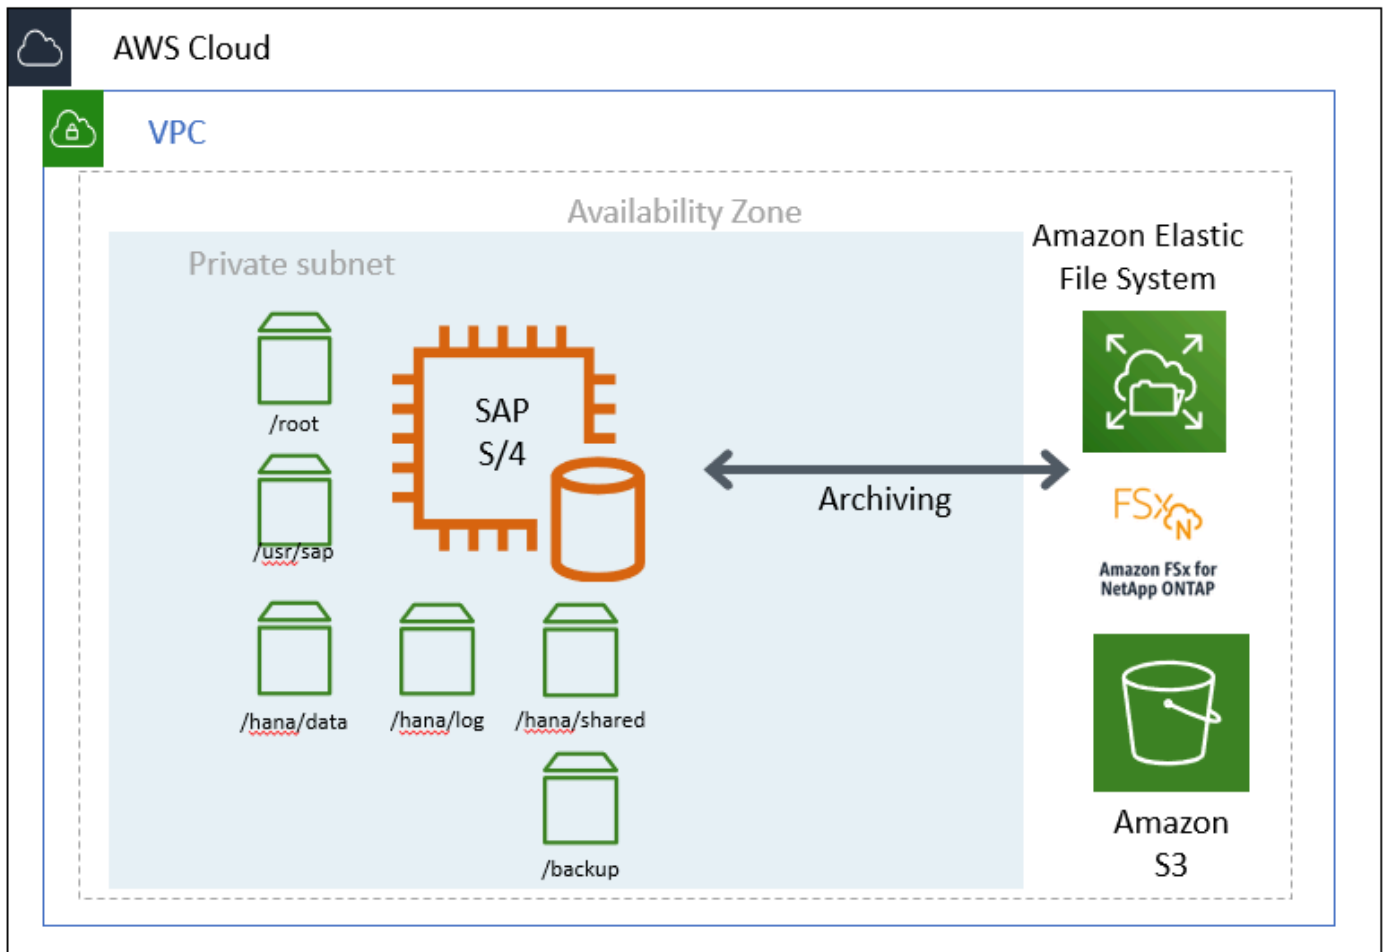 AWS Cloud
VPC
Availability Zone
Private subnet
Amazon Elastic
File System
/root
SAP
S/4
/usr/sap
Archiving
FSx
N
Amazon FSx for
NetApp ONTAP
/hana/data
/hana/log
/hana/shared
/backup
Amazon
S3